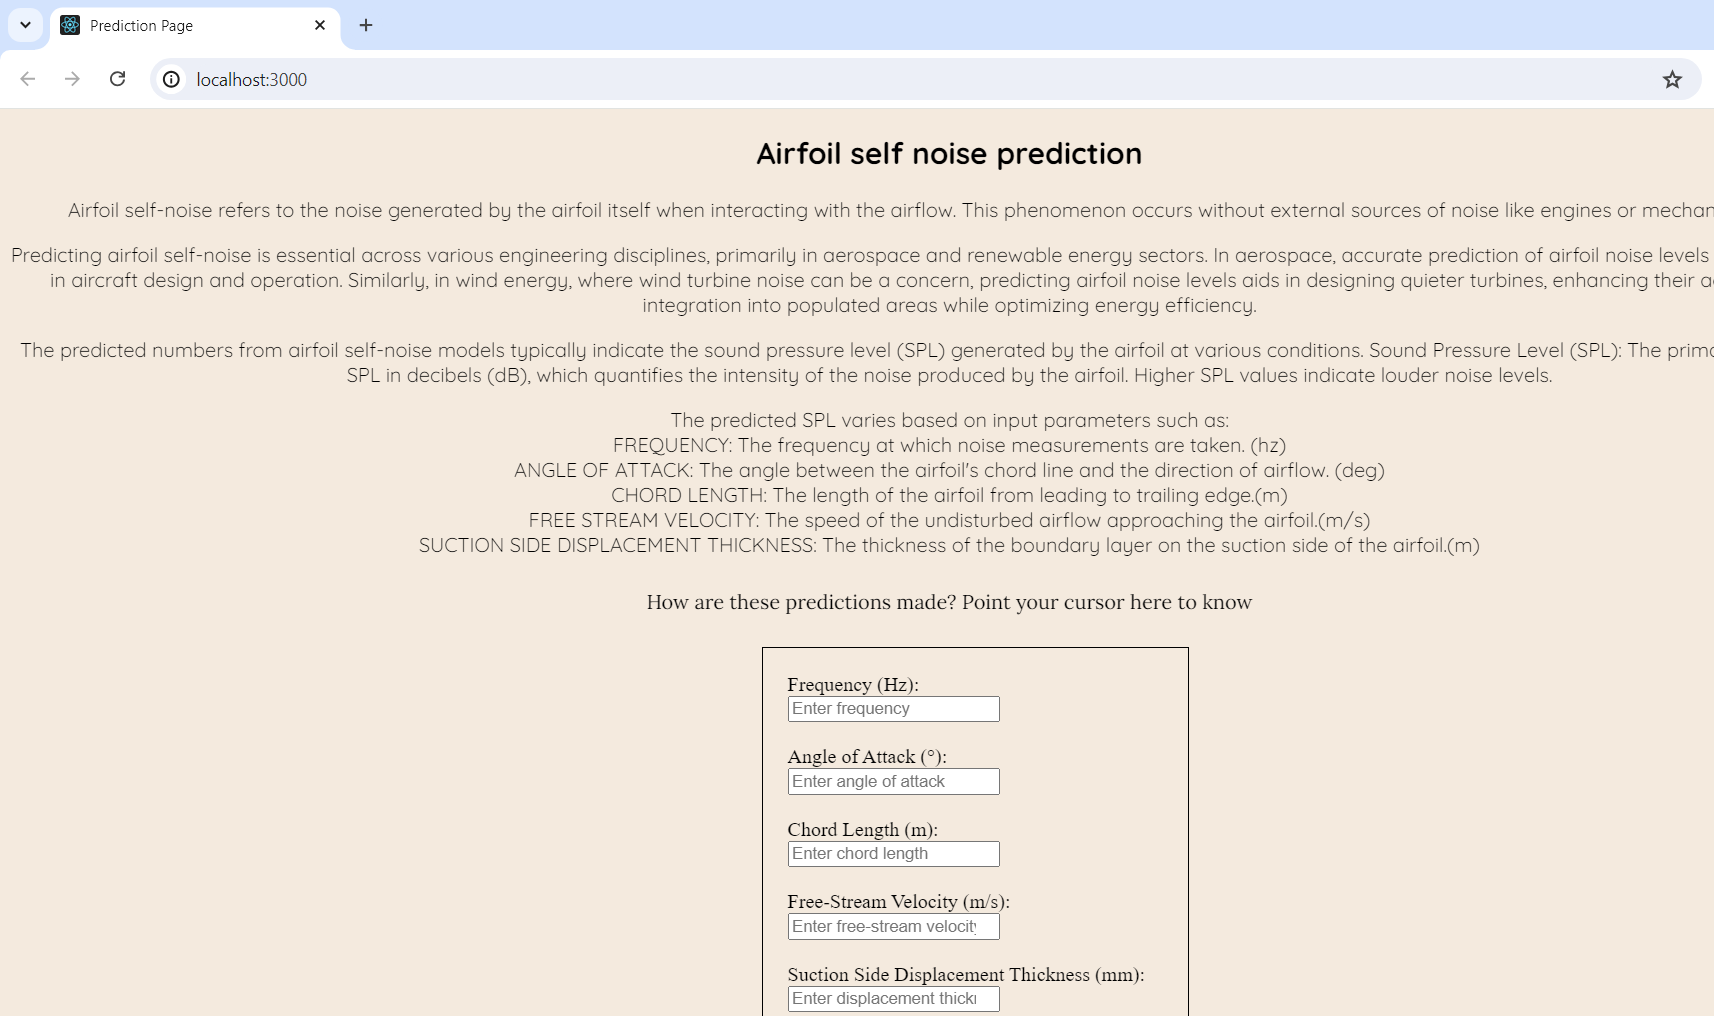 Prediction Page
localhost:3000
Airfoil self noise prediction
Airfoil self-noise refers to the noise generated by the airfoil itself when interacting with the airflow. This phenomenon occurs without external sources of noise like engines or
Predicting airfoil self-noise is essential across various engineering disciplines, primarily in aerospace and renewable energy sectors. In aerospace, accurate prediction of airfoil noise levels
in aircraft design and operation. Similarly, in wind energy, where wind turbine noise can be a concern, predicting airfoil noise levels aids in designing quieter turbines, enhancing their
integration into populated areas while optimizing energy efficiency.
The predicted numbers from airfoil self-noise models typically indicate the sound pressure level (SPL) generated by the airfoil at various conditions. Sound Pressure Level (SPL): The
SPL in decibels (dB), which quantifies the intensity of the noise produced by the airfoil. Higher SPL values indicate louder noise levels.
The predicted SPL varies based on input parameters such as:
FREQUENCY: The frequency at which noise measurements are taken. (hz)
ANGLE OF ATTACK: The angle between the airfoil's chord line and the direction of airflow. (deg)
CHORD LENGTH: The length of the airfoil from leading to trailing edge.(m)
FREE STREAM VELOCITY: The speed of the undisturbed airflow approaching the airfoil.(m/s)
SUCTION SIDE DISPLACEMENT THICKNESS: The thickness of the boundary layer on the suction side of the airfoil.(m)
How are these predictions made? Point your cursor here to know
Frequency (Hz):
Enter frequency
Angle of Attack (°):
Enter angle of attack
Chord Length (m):
Enter chord length
Free-Stream Velocity (m/s):
Enter free-stream velocity
Suction Side Displacement Thickness (mm):
Enter displacement